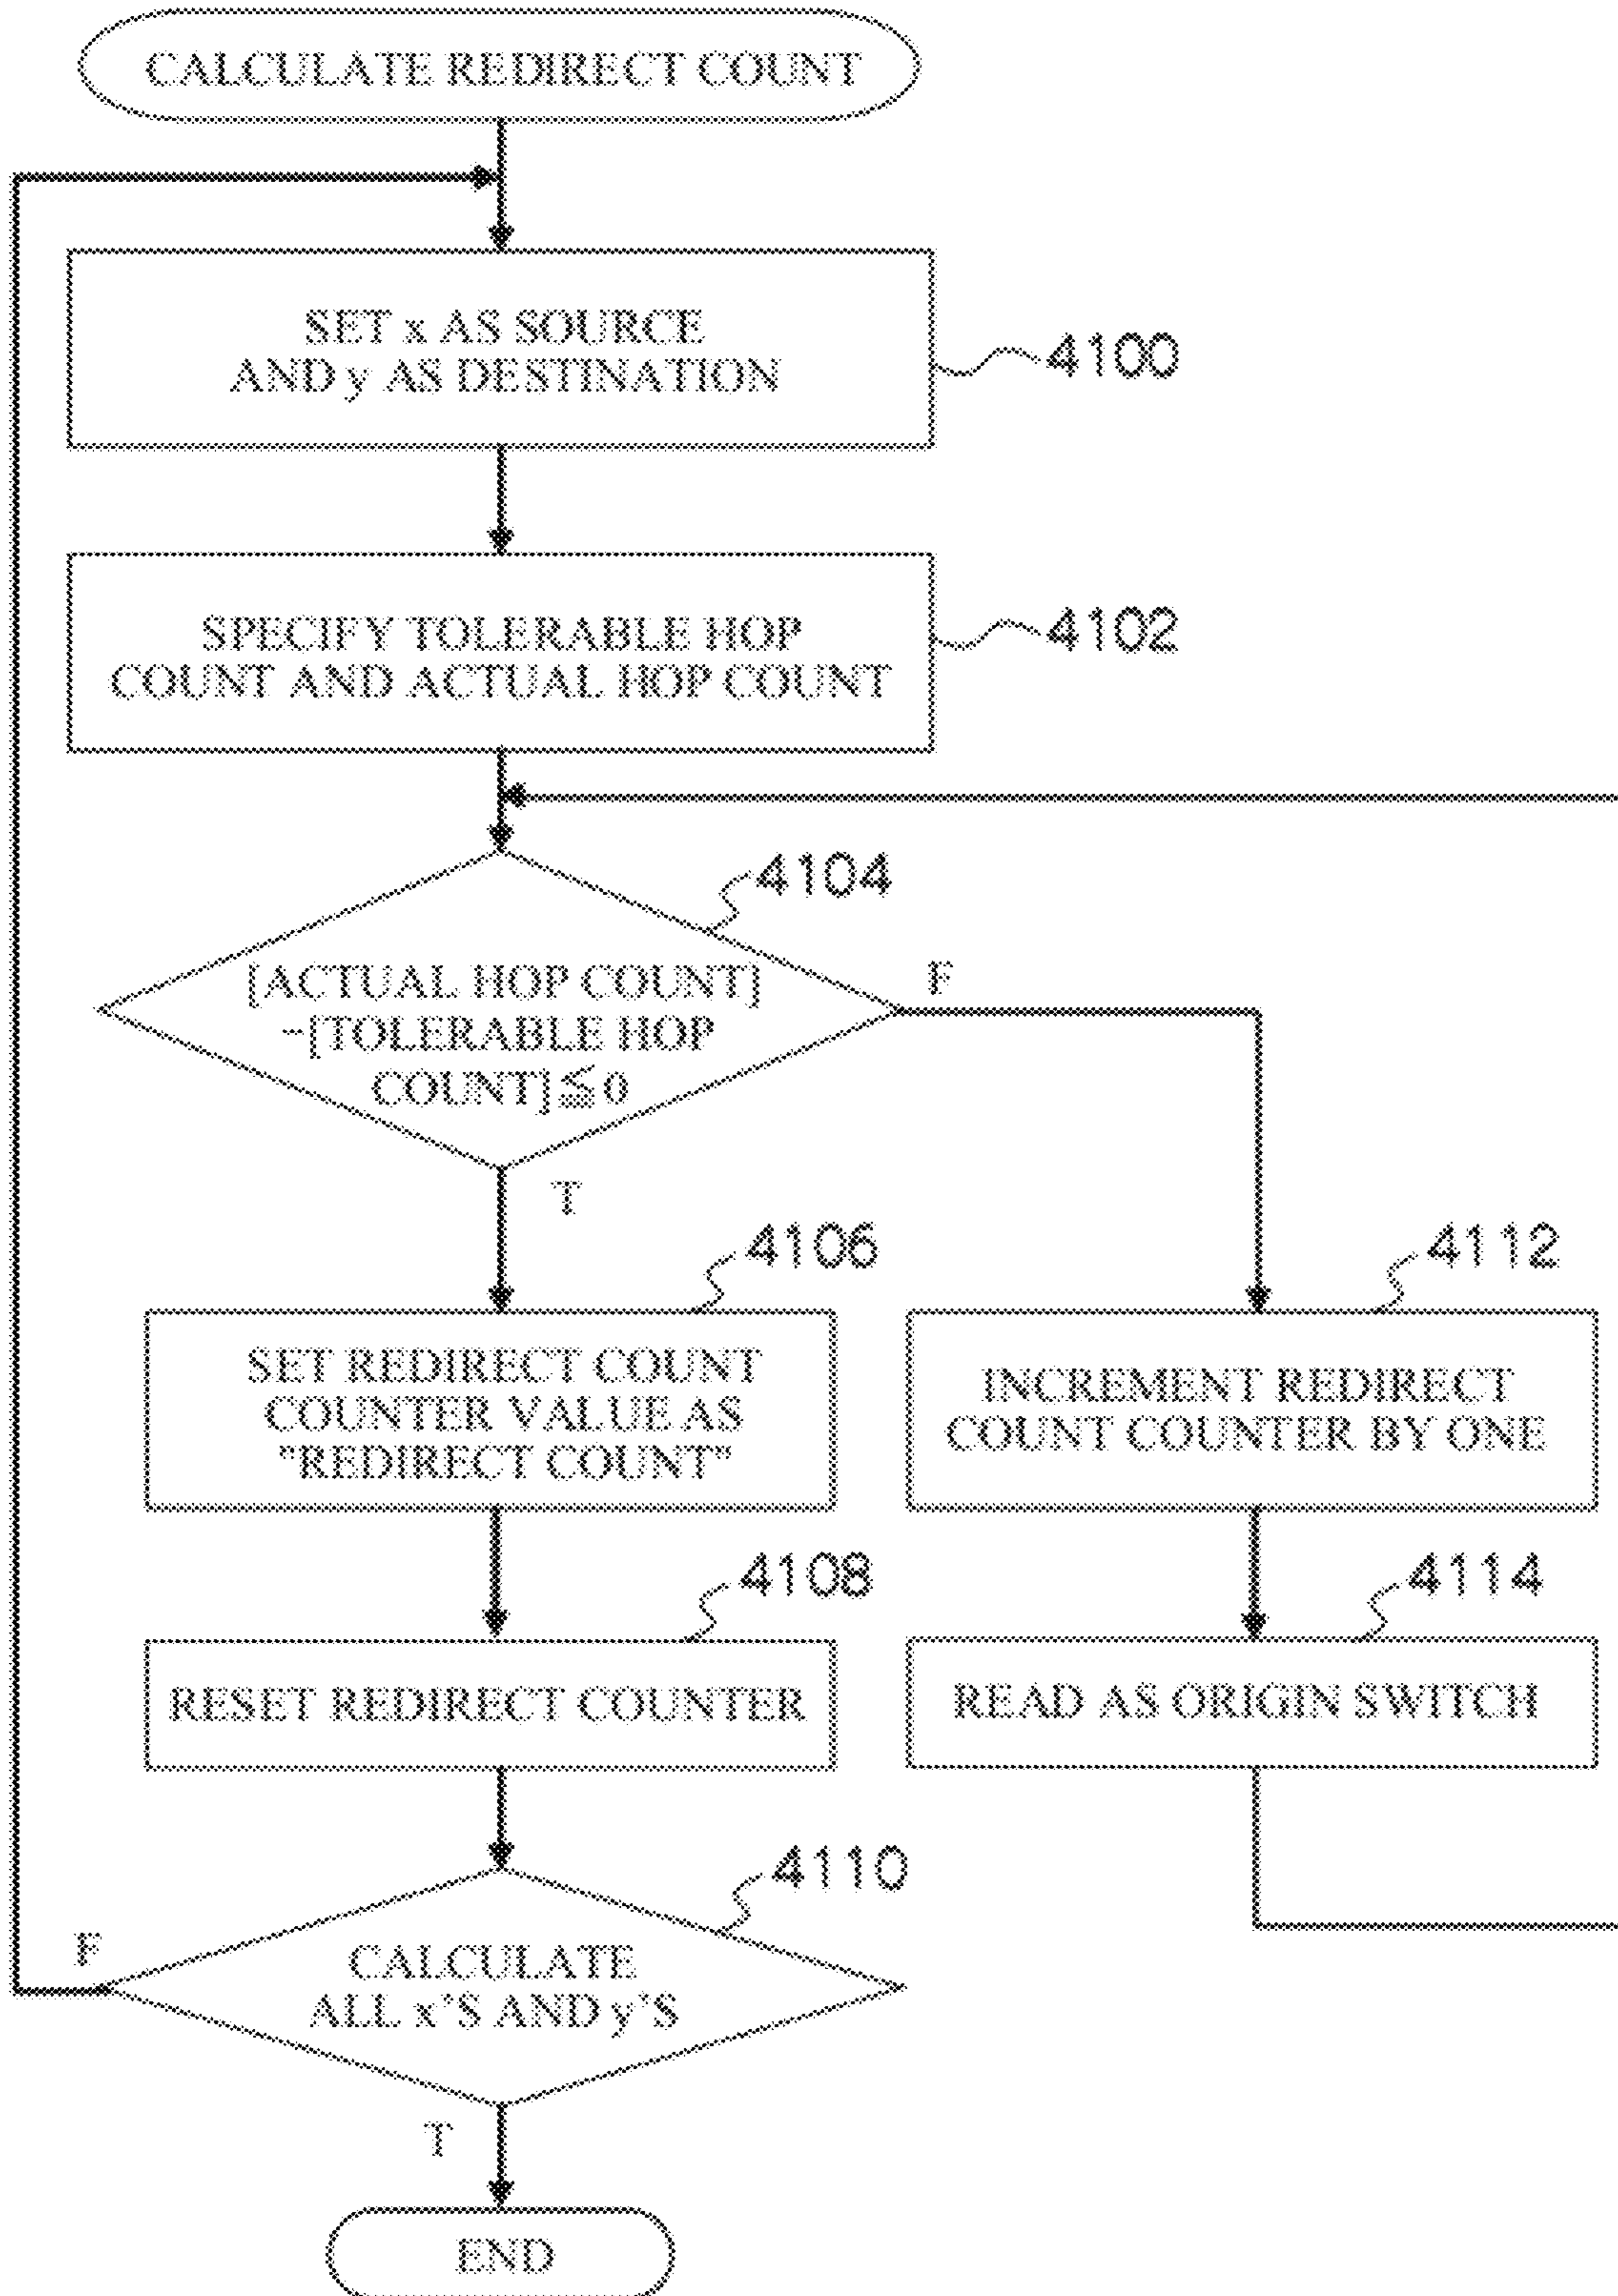 CALCULATE REDIRECT COUNT
SET x AS SOURCE
AND y AS DESTINATION
4100
SPECIFY TOLERABLE HOP
COUNT AND ACTUAL HOP COUNT
4102
4104
[ACTUAL HOP COUNT]
-[TOLERABLE HOP
COUNT]≦0
F
T
4106
SET REDIRECT COUNT
COUNTER VALUE AS
"REDIRECT COUNT"
4112
INCREMENT REDIRECT
COUNT COUNTER BY ONE
4108
RESET REDIRECT COUNTER
4114
READ AS ORIGIN SWITCH
4110
F
CALCULATE
ALL x'S AND y'S
T
END